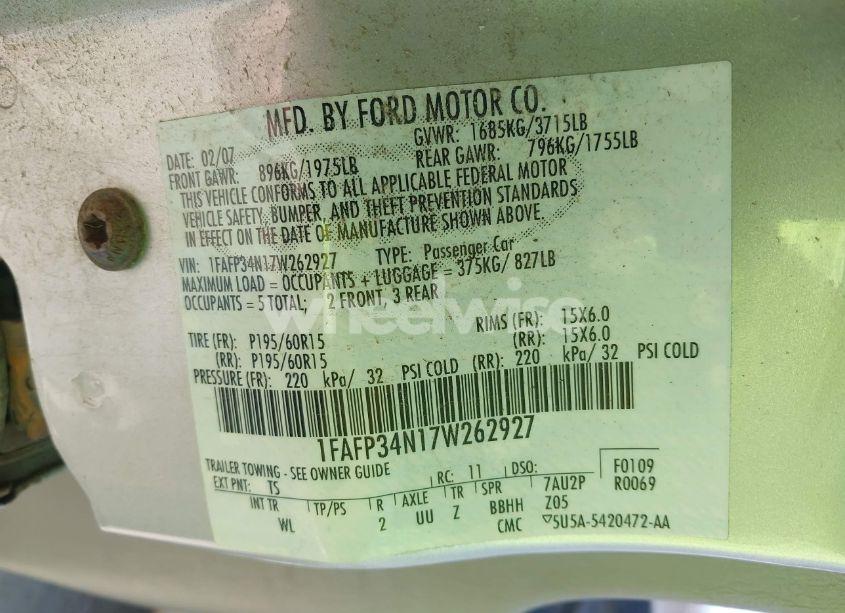 MFD. BY FORD MOTOR CO.
DATE: 02/07 GVWR: 1685KG/3715LB
FRONT GAWR: 896KG/1975LB REAR GAWR: 796KG/1755LB
THIS VEHICLE CONFORMS TO ALL APPLICABLE FEDERAL MOTOR
VEHICLE SAFETY, BUMPER, AND THEFT PREVENTION STANDARDS
IN EFFECT ON THE DATE OF MANUFACTURE SHOWN ABOVE.
VIN: 1FAFP34N17W262927 TYPE: Passenger Car
MAXIMUM LOAD = OCCUPANTS + LUGGAGE = 375KG/ 827LB
OCCUPANTS = 5 TOTAL; 2 FRONT, 3 REAR
wheelwise
TIRE (FR): P195/60R15 RIMS (FR): 15X6.0
(RR): P195/60R15 (RR): 15X6.0
PRESSURE (FR): 220 kPa/ 32 PSI COLD (RR): 220 kPa/ 32 PSI COLD
1FAFP34N17W262927
TRAILER TOWING - SEE OWNER GUIDE
EXT PNT: TS RC: 11 DSO: F0109
INT TR TP/PS R AXLE TR SPR 7AU2P R0069
WL 2 UU Z BBHH Z05
CMC ▽5U5A-5420472-AA